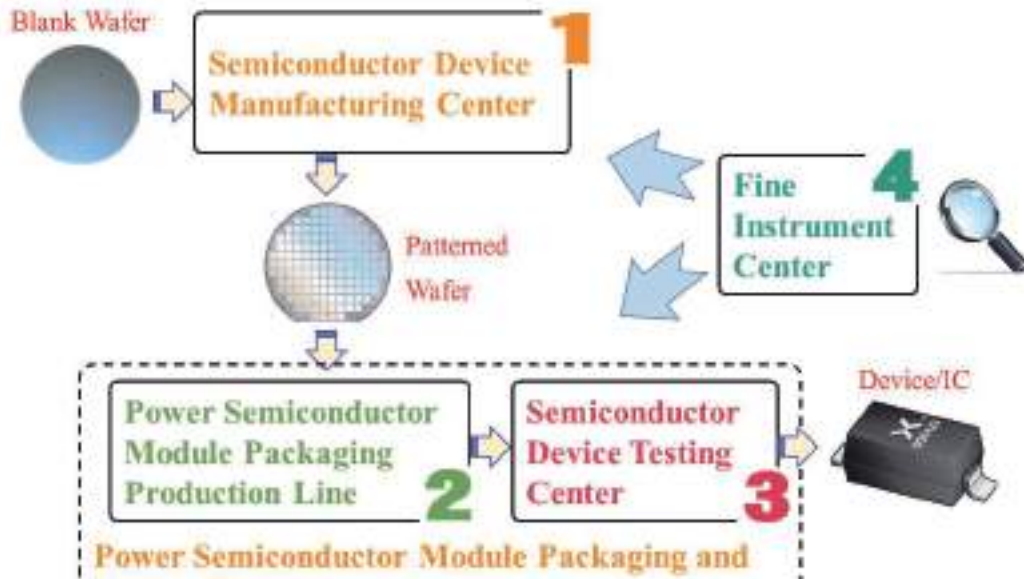 Blank Wafer
1
Semiconductor Device
Manufacturing Center
4
Fine
Instrument
Center
Patterned
Wafer
Power Semiconductor
Module Packaging
Production Line
2
Semiconductor
Device Testing
Center
3
Device/IC
X
Power Semiconductor Module Packaging and